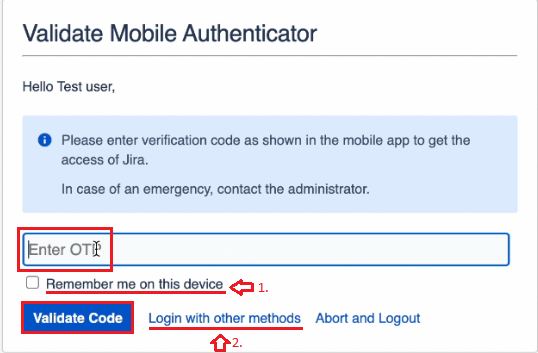 Validate Mobile Authenticator
Hello Test user,
Please enter verification code as shown in the mobile app to get the
access of Jira.
In case of an emergency, contact the administrator.
Enter OTP
Remember me on this device 1.
Validate Code Login with other methods Abort and Logout
2.